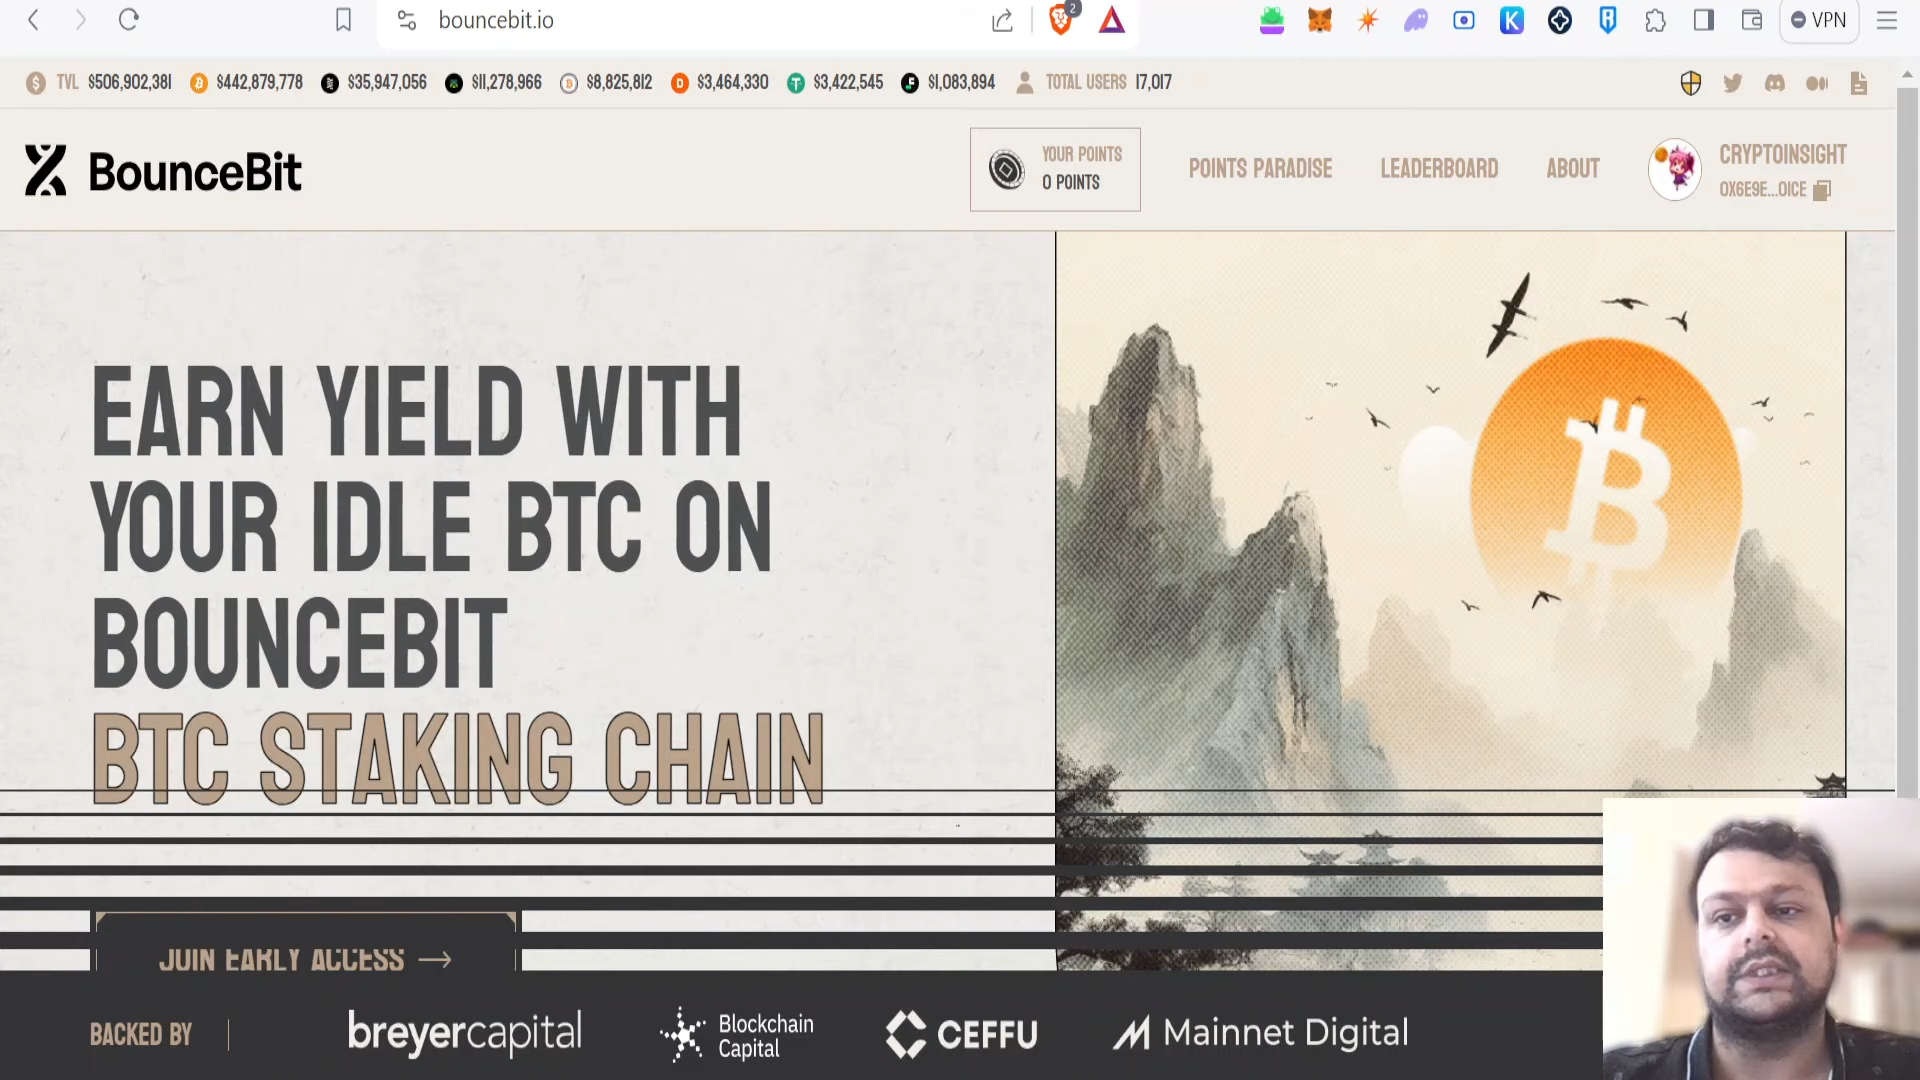 bouncebit.io
2
VPN
TVL $506,902,381 $442,879,778 $35,947,056 $11,278,966 $8,825,812 $3,464,330 $3,422,545 $1,083,894 TOTAL USERS 17,017
BounceBit
YOUR POINTS
0 POINTS
POINTS PARADISE
LEADERBOARD
ABOUT
CRYPTOINSIGHT
0X6E9E...01CE
EARN YIELD WITH
YOUR IDLE BTC ON
BOUNCEBIT
BTC STAKING CHAIN
JOIN EARLY ACCESS
BACKED BY
breyercapital
Blockchain
Capital
CEFFU
Mainnet Digital